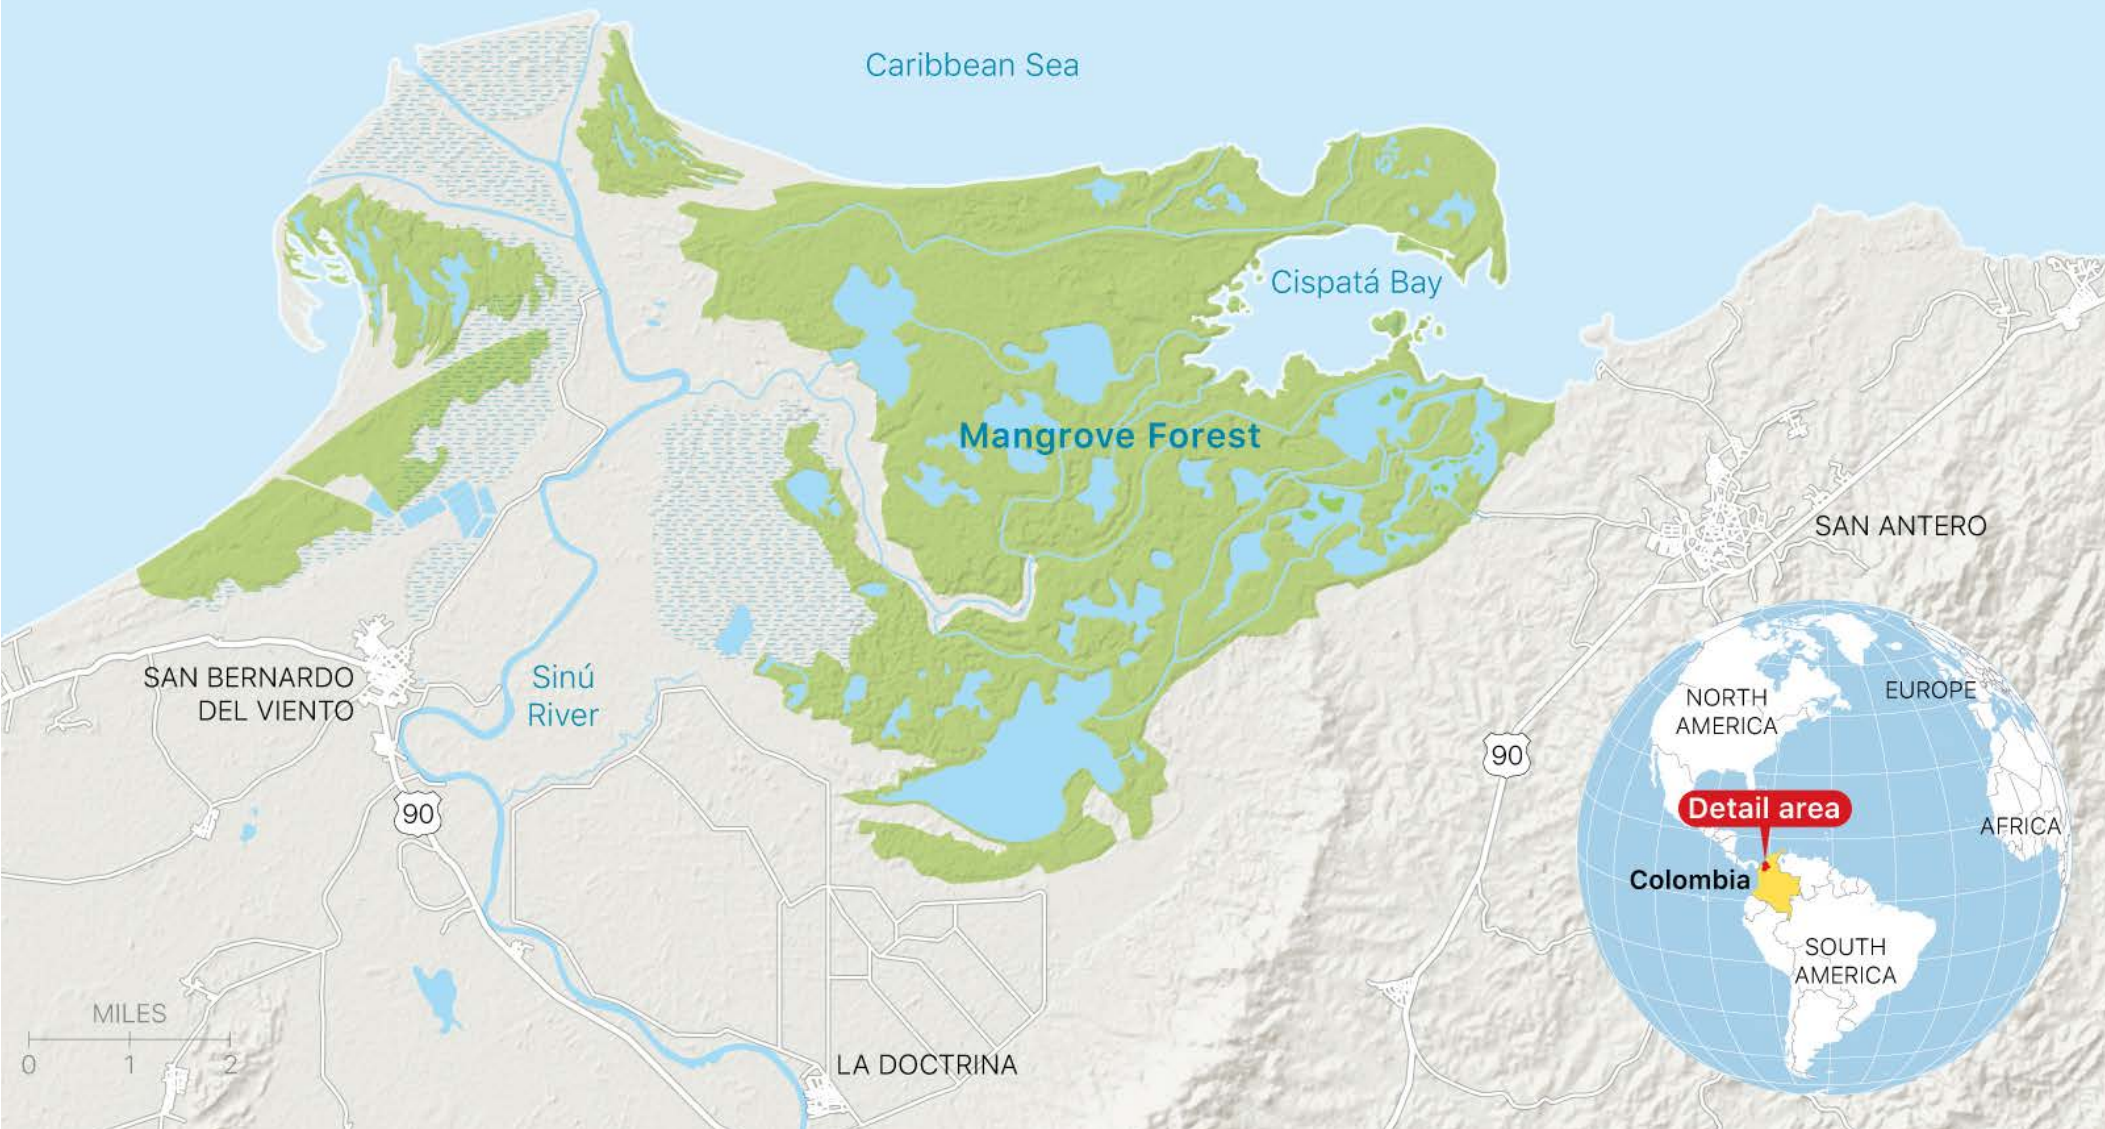 Caribbean Sea
Cispatá Bay
Mangrove Forest
SAN ANTERO
SAN BERNARDO
DEL VIENTO
Sinú
River
90
90
LA DOCTRINA
MILES
0 1 2
NORTH
AMERICA
EUROPE
Detail area
AFRICA
Colombia
SOUTH
AMERICA